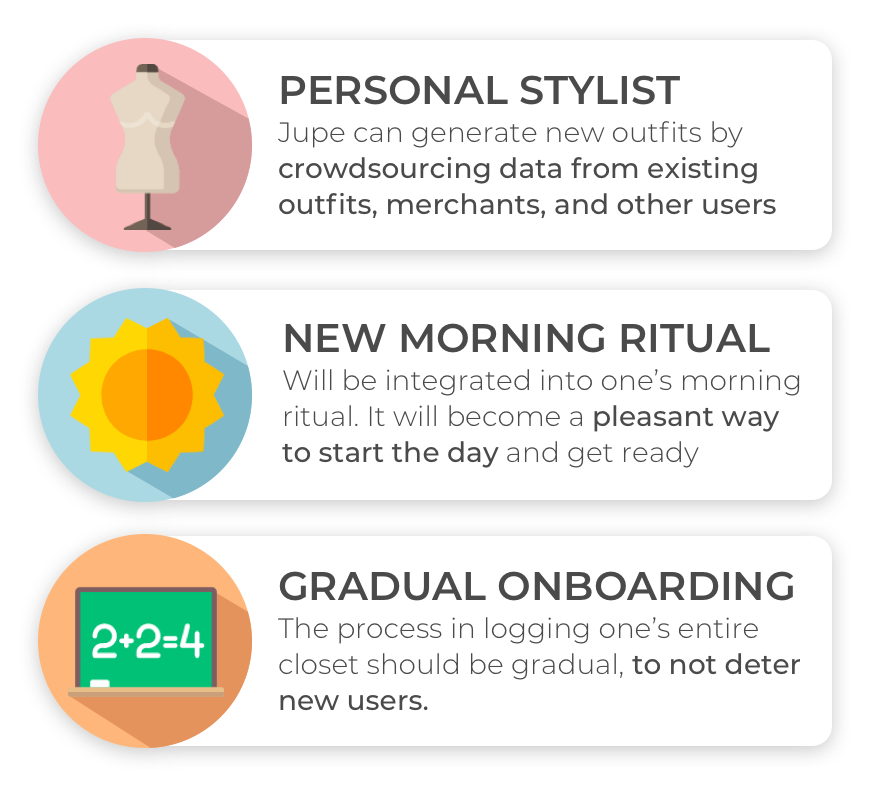 PERSONAL STYLIST
Jupe can generate new outfits by
crowdsourcing data from existing
outfits, merchants, and other users
NEW MORNING RITUAL
Will be integrated into one’s morning
ritual. It will become a pleasant way
to start the day and get ready
GRADUAL ONBOARDING
2+2=4
The process in logging one’s entire
closet should be gradual, to not deter
new users.